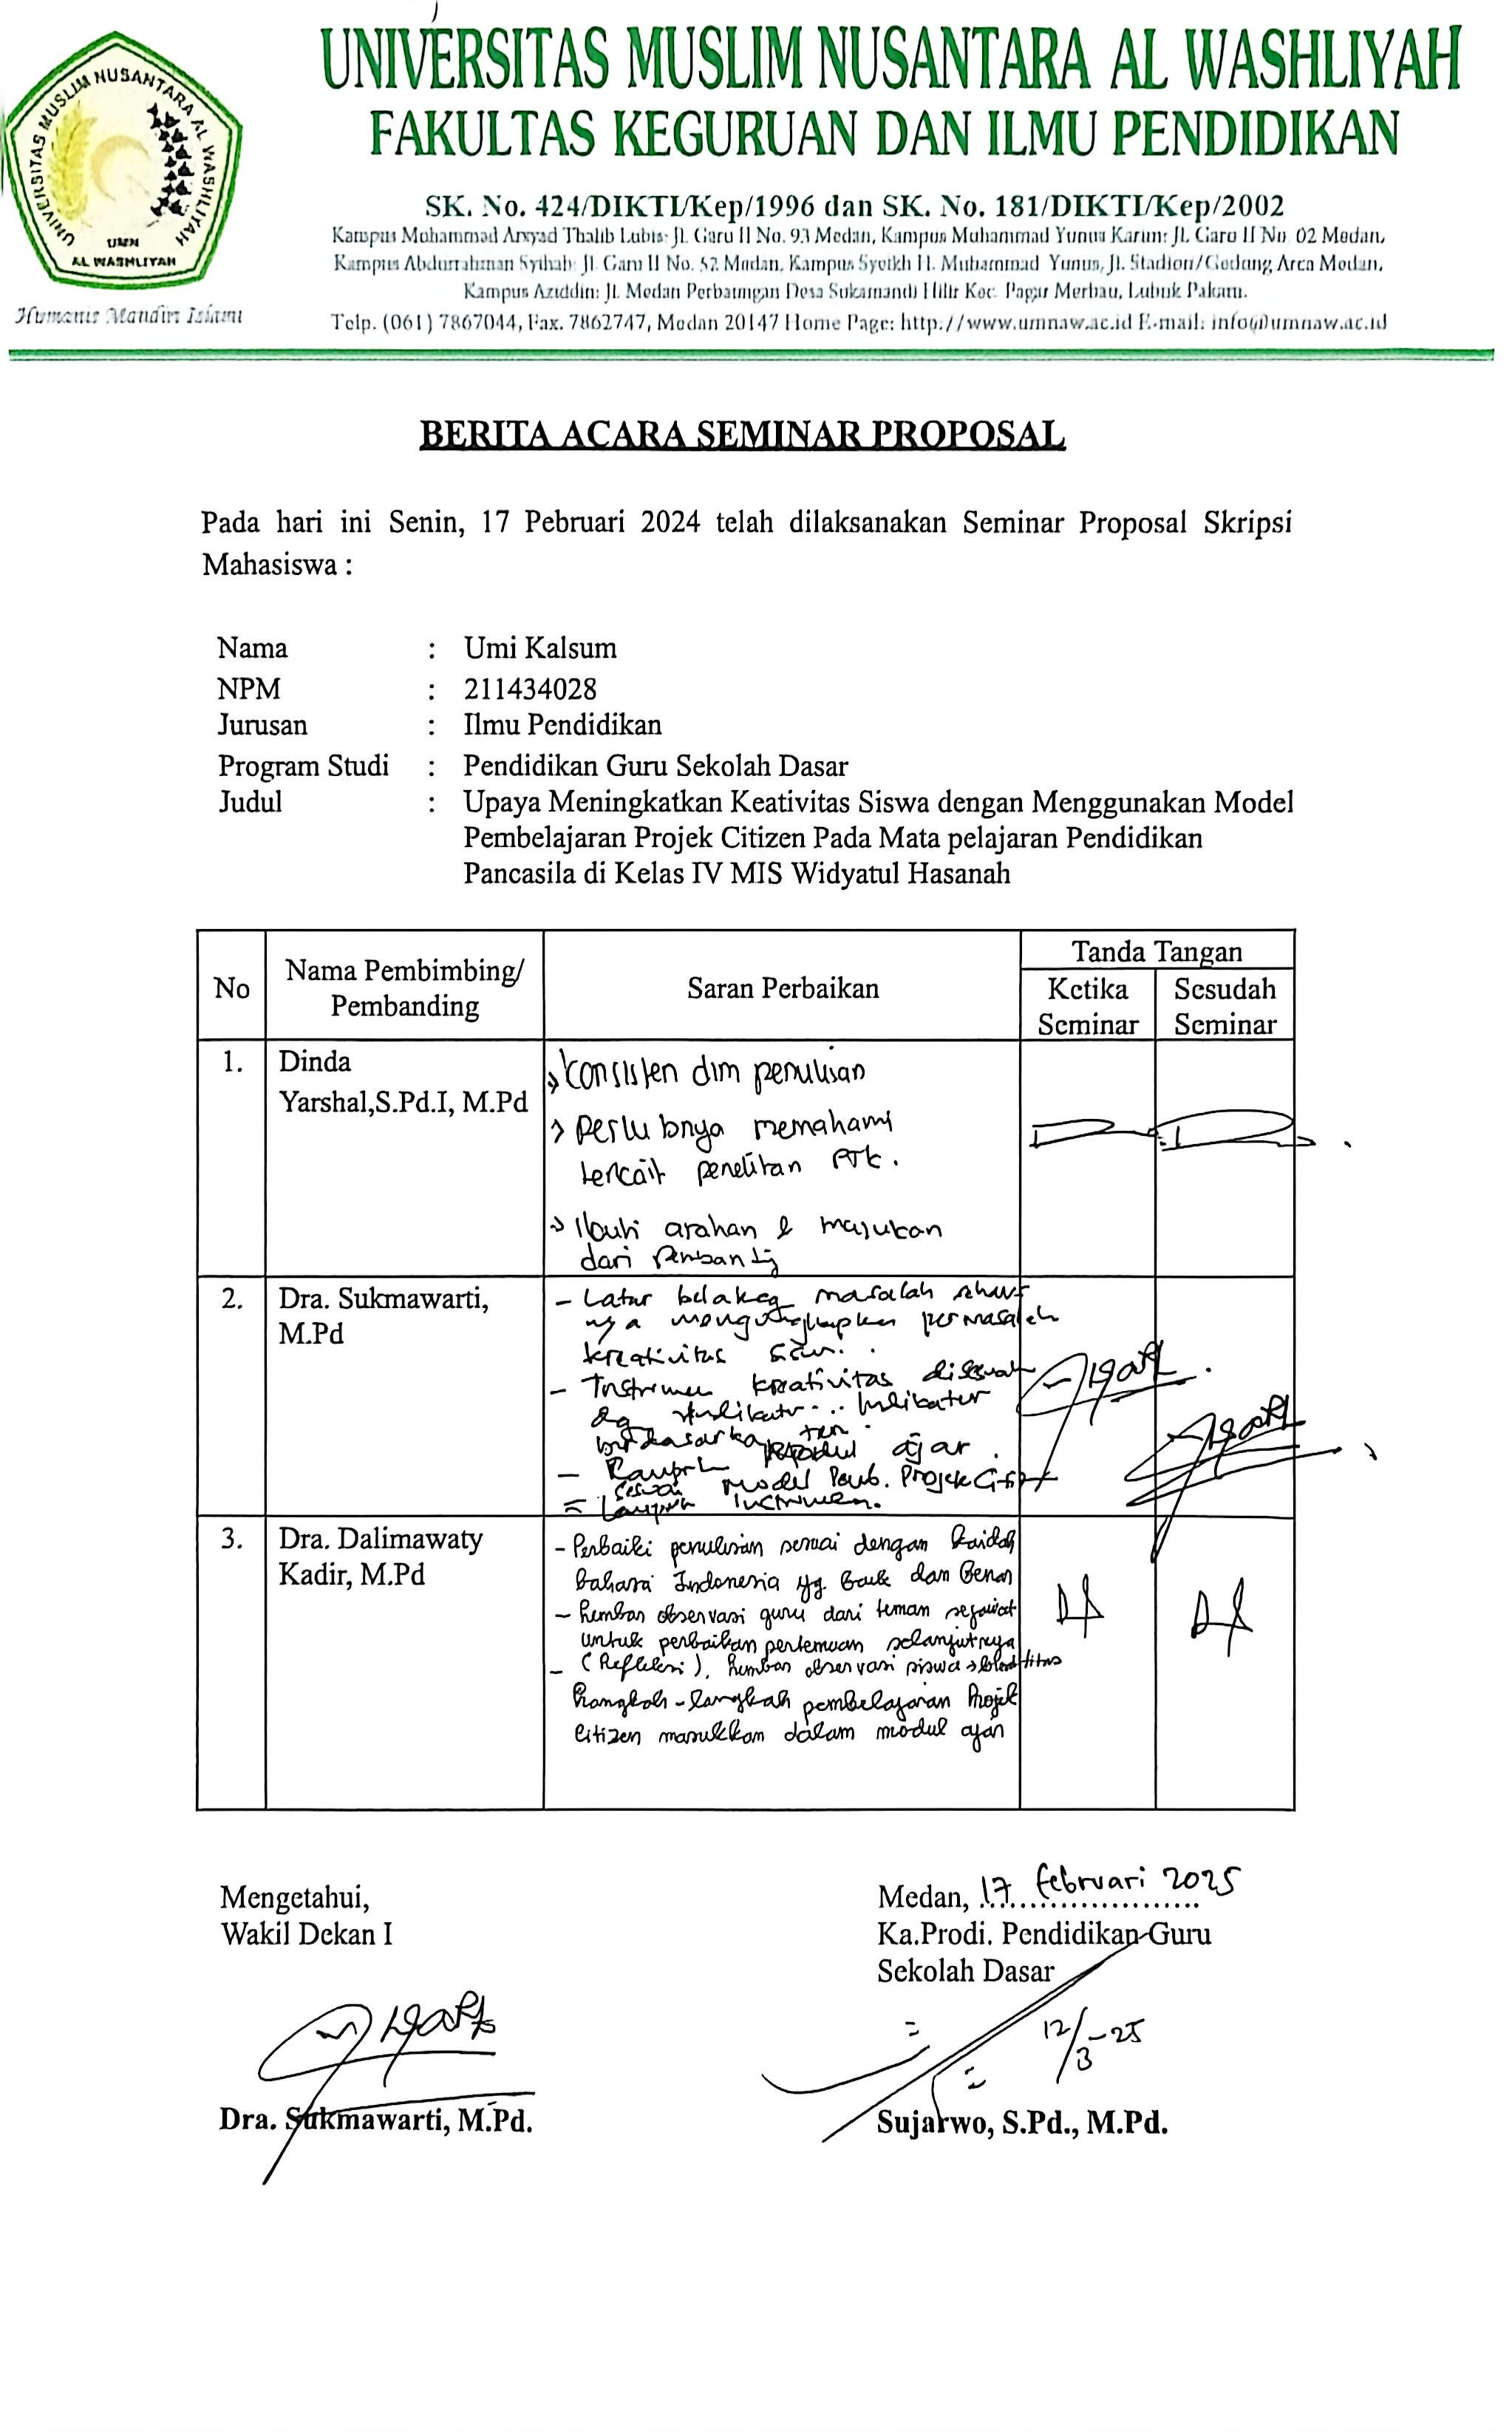 UNIVERSITAS MUSLIM NUSANTARA AL WASHLIYAH
FAKULTAS KEGURUAN DAN ILMU PENDIDIKAN
SK. No. 424/DIKTI/Kep/1996 dan SK. No. 181/DIKTI/Kep/2002
Kampus Muhammad Arsyad Thalib Lubis: Jl. Garu II No. 93 Medan, Kampus Muhammad Yunus Karim: Jl. Garu II No. 02 Medan,
Kampus Abdurrahman Syihab: Jl. Garu II No. 52 Medan, Kampus Syeikh H. Muhammad Yunus, Jl. Stadion/Gedung Arca Medan,
Kampus Aziddin: Jl. Medan Perbaungan Desa Sukamandi Hilir Kec. Pagar Merbau, Lubuk Pakam.
Telp. (061) 7867044, Fax. 7862747, Medan 20147 Home Page: http://www.umnaw.ac.id E-mail: info@umnaw.ac.id
UNIVERSITAS MUSLIM NUSANTARA AL WASHLIYAH
UMN
AL WASHLIYAH
Humanis Mandiri Islami
BERITA ACARA SEMINAR PROPOSAL
Pada hari ini Senin, 17 Pebruari 2024 telah dilaksanakan Seminar Proposal Skripsi
Mahasiswa :
Nama : Umi Kalsum
NPM : 211434028
Jurusan : Ilmu Pendidikan
Program Studi : Pendidikan Guru Sekolah Dasar
Judul : Upaya Meningkatkan Keativitas Siswa dengan Menggunakan Model
Pembelajaran Projek Citizen Pada Mata pelajaran Pendidikan
Pancasila di Kelas IV MIS Widyatul Hasanah
No
Nama Pembimbing/
Pembanding
Saran Perbaikan
Tanda Tangan
Ketika
Seminar
Sesudah
Seminar
1.
Dinda
Yarshal,S.Pd.I, M.Pd
Konsisten dlm penulisan
Perlu bnya memahami
terkait penelitian PTK.
Ikuti arahan & masukan
dari
2.
Dra. Sukmawarti,
M.Pd
- Latar masalah
kreativitas
- kreativitas
Indikator
modul ajar.
sesuai Model Pemb. Projek
3.
Dra. Dalimawaty
Kadir, M.Pd
- Perbaiki penulisan sesuai dengan kaidah
bahasa Indonesia yg baik dan Benar
- lembar observasi guru dari teman sejawat
untuk perbaikan pertemuan selanjutnya
- (Refleksi). lembar observasi siswa
langkah-langkah pembelajaran Projek
Citizen masukkan dalam modul ajar
Mengetahui,
Wakil Dekan I
Dra. Sukmawarti, M.Pd.
Medan, 17 Februari 2025
Ka.Prodi. Pendidikan Guru
Sekolah Dasar
12/3-25
Sujarwo, S.Pd., M.Pd.